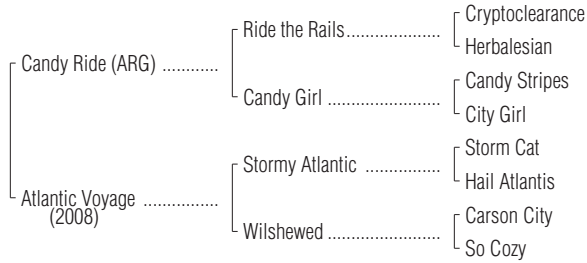 Cryptoclearance
Ride the Rails....................
Herbalesian
Candy Ride (ARG) ............
Candy Stripes
Candy Girl ........................
City Girl
Storm Cat
Stormy Atlantic ................
Hail Atlantis
Atlantic Voyage ................
(2008)
Carson City
Wilshewed ........................
So Cozy